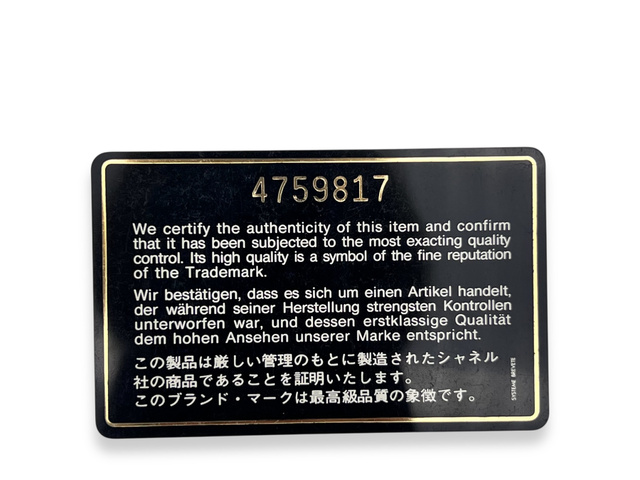 4759817
We certify the authenticity of this item and confirm
that it has been subjected to the most exacting quality
control. Its high quality is a symbol of the fine reputation
of the Trademark.
Wir bestätigen, dass es sich um einen Artikel handelt,
der während seiner Herstellung strengsten Kontrollen
unterworfen war, und dessen erstklassige Qualität
dem hohen Ansehen unserer Marke entspricht.
この製品は厳しい管理のもとに製造されたシャネル
社の商品であることを証明いたします。
このブランド・マークは最高級品質の象徴です。
SYSTEME BREVETE